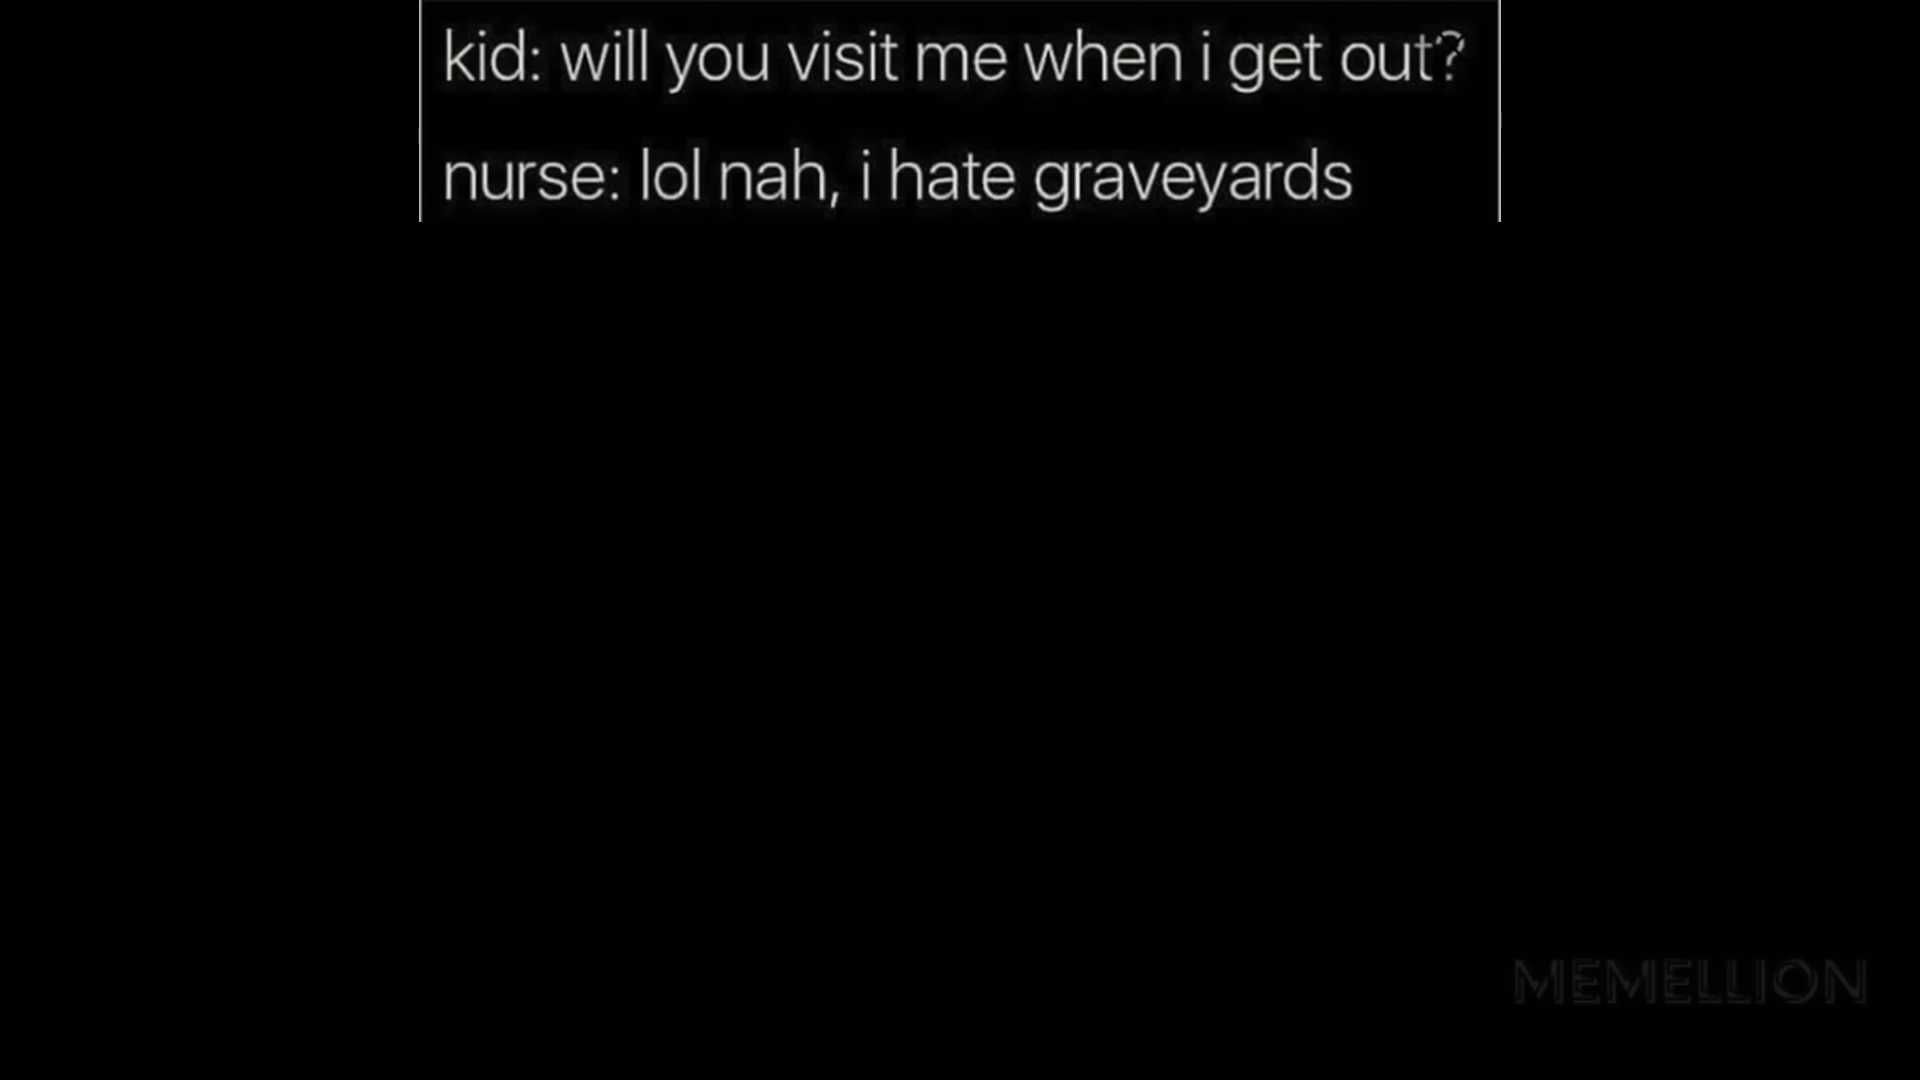 kid: will you visit me when i get out?
nurse: lol nah, i hate graveyards
MEMELLION